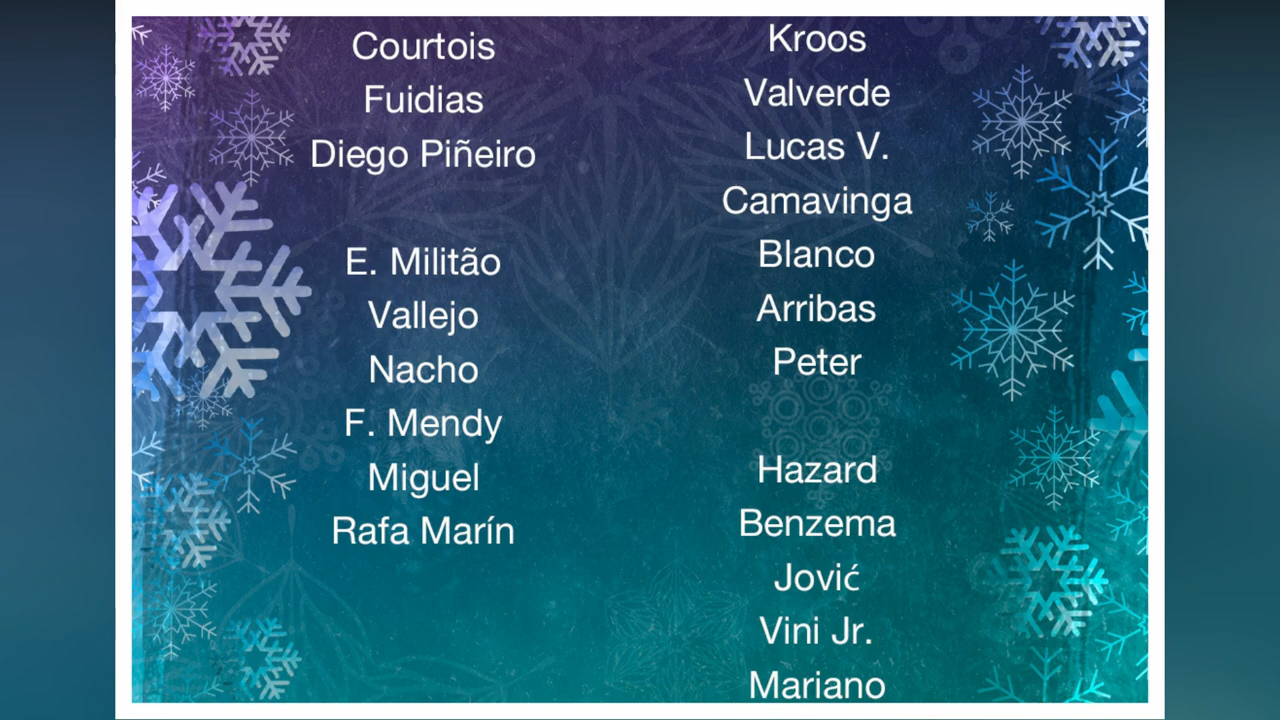 Courtois
Fuidias
Diego Piñeiro
E. Militão
Vallejo
Nacho
F. Mendy
Miguel
Rafa Marín
Kroos
Valverde
Lucas V.
Camavinga
Blanco
Arribas
Peter
Hazard
Benzema
Jović
Vini Jr.
Mariano